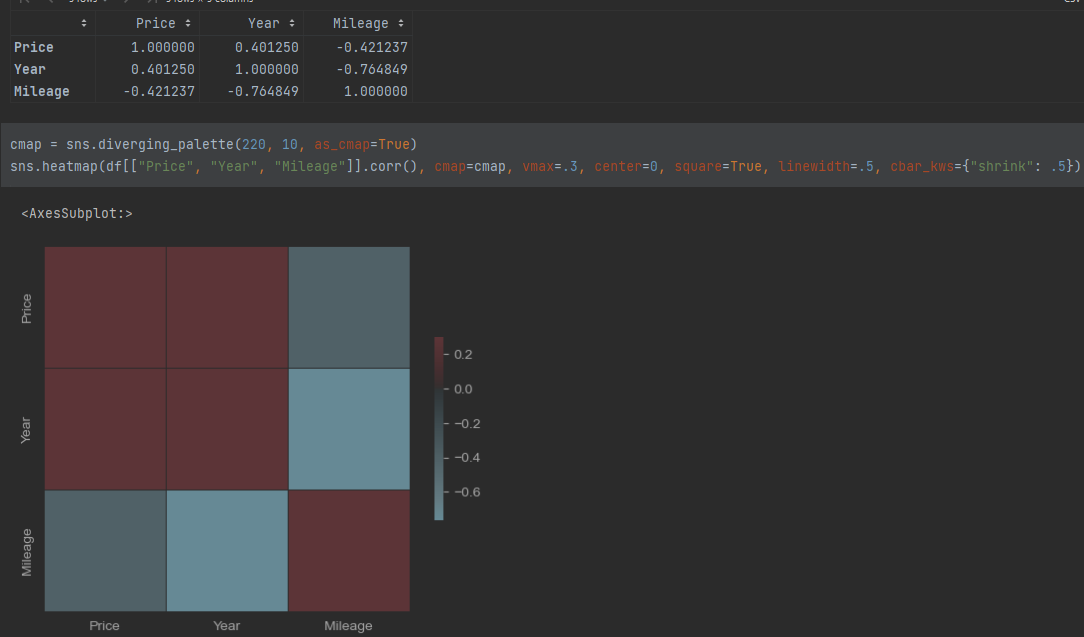 Price Year Mileage
Price 1.000000 0.401250 -0.421237
Year 0.401250 1.000000 -0.764849
Mileage -0.421237 -0.764849 1.000000
cmap = sns.diverging_palette(220, 10, as_cmap=True)
sns.heatmap(df[["Price", "Year", "Mileage"]].corr(), cmap=cmap, vmax=.3, center=0, square=True, linewidth=.5, cbar_kws={"shrink": .5})
<AxesSubplot:>
Price
Year
Mileage
0.2
0.0
−0.2
−0.4
−0.6
Price Year Mileage